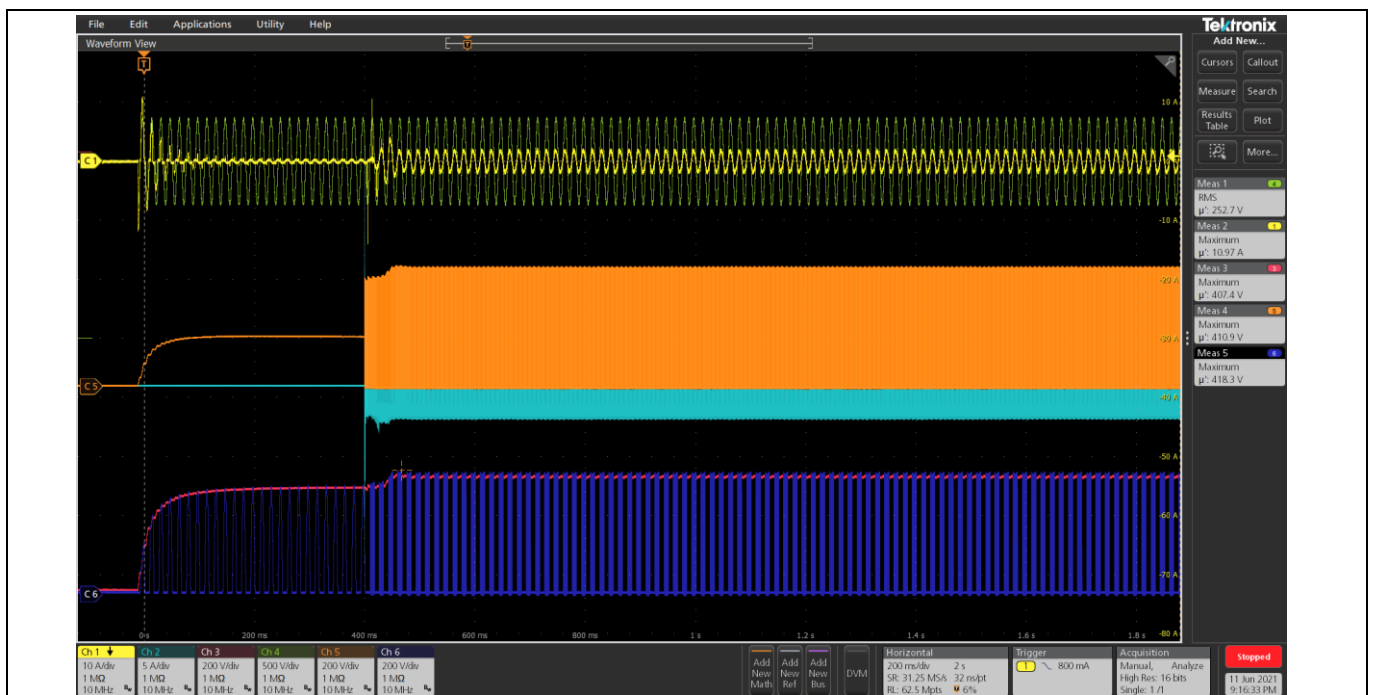 File Edit Applications Utility Help
Tektronix
Waveform View
Add New...
T
T
Cursors Callout
Measure Search
Results Table Plot
More...
C1
C5
C6
10 A
-10 A
-20 A
-30 A
-40 A
-50 A
-60 A
-70 A
-80 A
0 s 200 ms 400 ms 600 ms 800 ms 1 s 1.2 s 1.4 s 1.6 s 1.8 s
Meas 1 4
RMS
µ': 252.7 V
Meas 2 1
Maximum
µ': 10.97 A
Meas 3 3
Maximum
µ': 407.4 V
Meas 4 5
Maximum
µ': 410.9 V
Meas 5 6
Maximum
µ': 418.3 V
Ch 1 Ch 2 Ch 3 Ch 4 Ch 5 Ch 6
10 A/div 5 A/div 200 V/div 500 V/div 200 V/div 200 V/div
1 MΩ 1 MΩ 1 MΩ 1 MΩ 1 MΩ 1 MΩ
10 MHz 10 MHz 10 MHz 10 MHz 10 MHz 10 MHz
Add New Math
Add New Ref
Add New Bus
DVM
Horizontal
200 ms/div 2 s
SR: 31.25 MS/s 32 ns/pt
RL: 62.5 Mpts 6%
Trigger
1 800 mA
Acquisition
Manual, Analyze
High Res: 16 bits
Single: 1 /1
Stopped
11 Jun 2021
9:16:33 PM